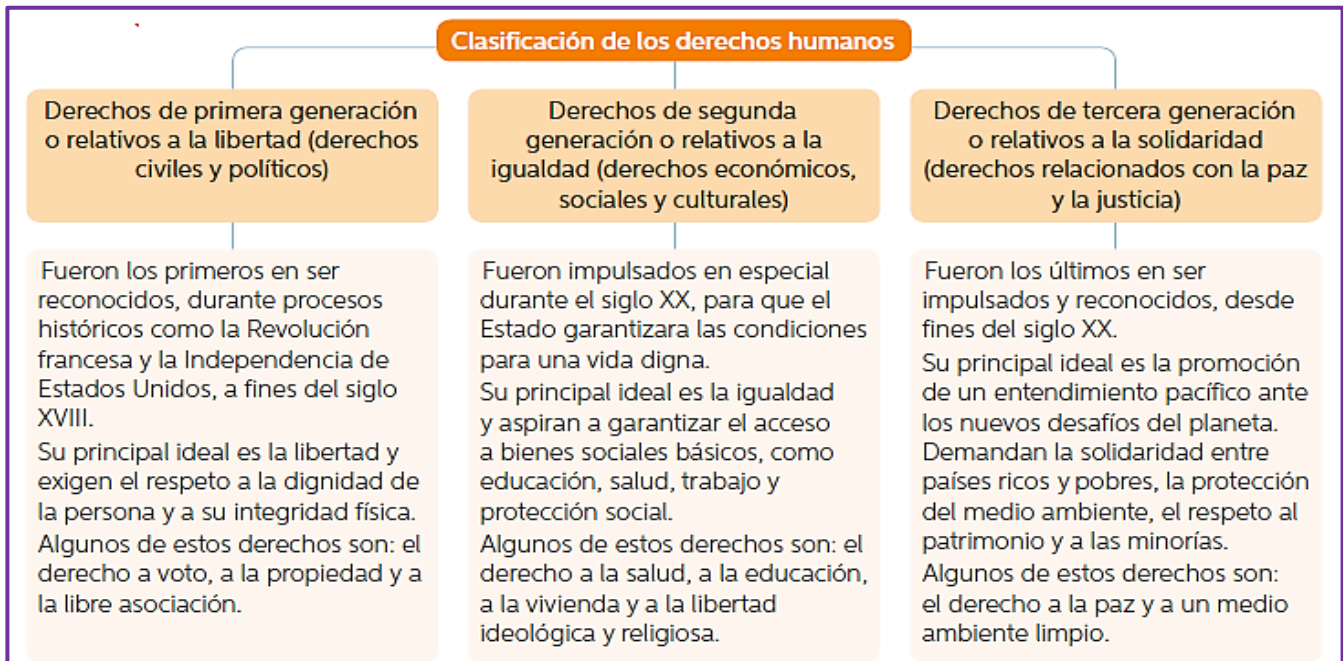 Clasificación de los derechos humanos
Derechos de primera generación
o relativos a la libertad (derechos
civiles y políticos)
Fueron los primeros en ser
reconocidos, durante procesos
históricos como la Revolución
francesa y la Independencia de
Estados Unidos, a fines del siglo
XVIII.
Su principal ideal es la libertad y
exigen el respeto a la dignidad de
la persona y a su integridad física.
Algunos de estos derechos son: el
derecho a voto, a la propiedad y a
la libre asociación.
Derechos de segunda
generación o relativos a la
igualdad (derechos económicos,
sociales y culturales)
Fueron impulsados en especial
durante el siglo XX, para que el
Estado garantizara las condiciones
para una vida digna.
Su principal ideal es la igualdad
y aspiran a garantizar el acceso
a bienes sociales básicos, como
educación, salud, trabajo y
protección social.
Algunos de estos derechos son: el
derecho a la salud, a la educación,
a la vivienda y a la libertad
ideológica y religiosa.
Derechos de tercera generación
o relativos a la solidaridad
(derechos relacionados con la paz
y la justicia)
Fueron los últimos en ser
impulsados y reconocidos, desde
fines del siglo XX.
Su principal ideal es la promoción
de un entendimiento pacífico ante
los nuevos desafíos del planeta.
Demandan la solidaridad entre
países ricos y pobres, la protección
del medio ambiente, el respeto al
patrimonio y a las minorías.
Algunos de estos derechos son:
el derecho a la paz y a un medio
ambiente limpio.